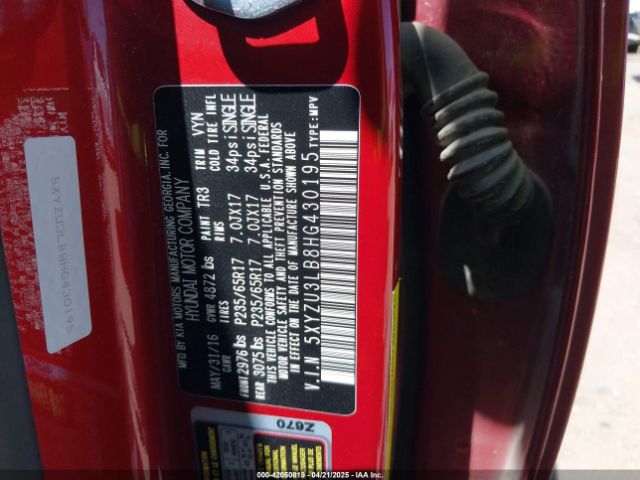 MFD BY KIA MOTORS MANUFACTURING GEORGIA, INC. FOR
HYUNDAI MOTOR COMPANY
MAY/31/16 GVWR 4872 lbs PAINT TR3 TRIM VYN
GAWR TIRES RIMS COLD TIRE INFL
FRONT 2976 lbs P235/65R17 7.0JX17 34psi SINGLE
REAR 3075 lbs P235/65R17 7.0JX17 34psi SINGLE
THIS VEHICLE CONFORMS TO ALL APPLICABLE U.S.A. FEDERAL
MOTOR VEHICLE SAFETY AND THEFT PREVENTION STANDARDS
IN EFFECT ON THE DATE OF MANUFACTURE SHOWN ABOVE
V.I.N 5XYZU3LB8HG430195 TYPE: MPV
5XYZU3LB8HG430195
Z670
000-42050819 - 04/21/2025 - IAAI.com